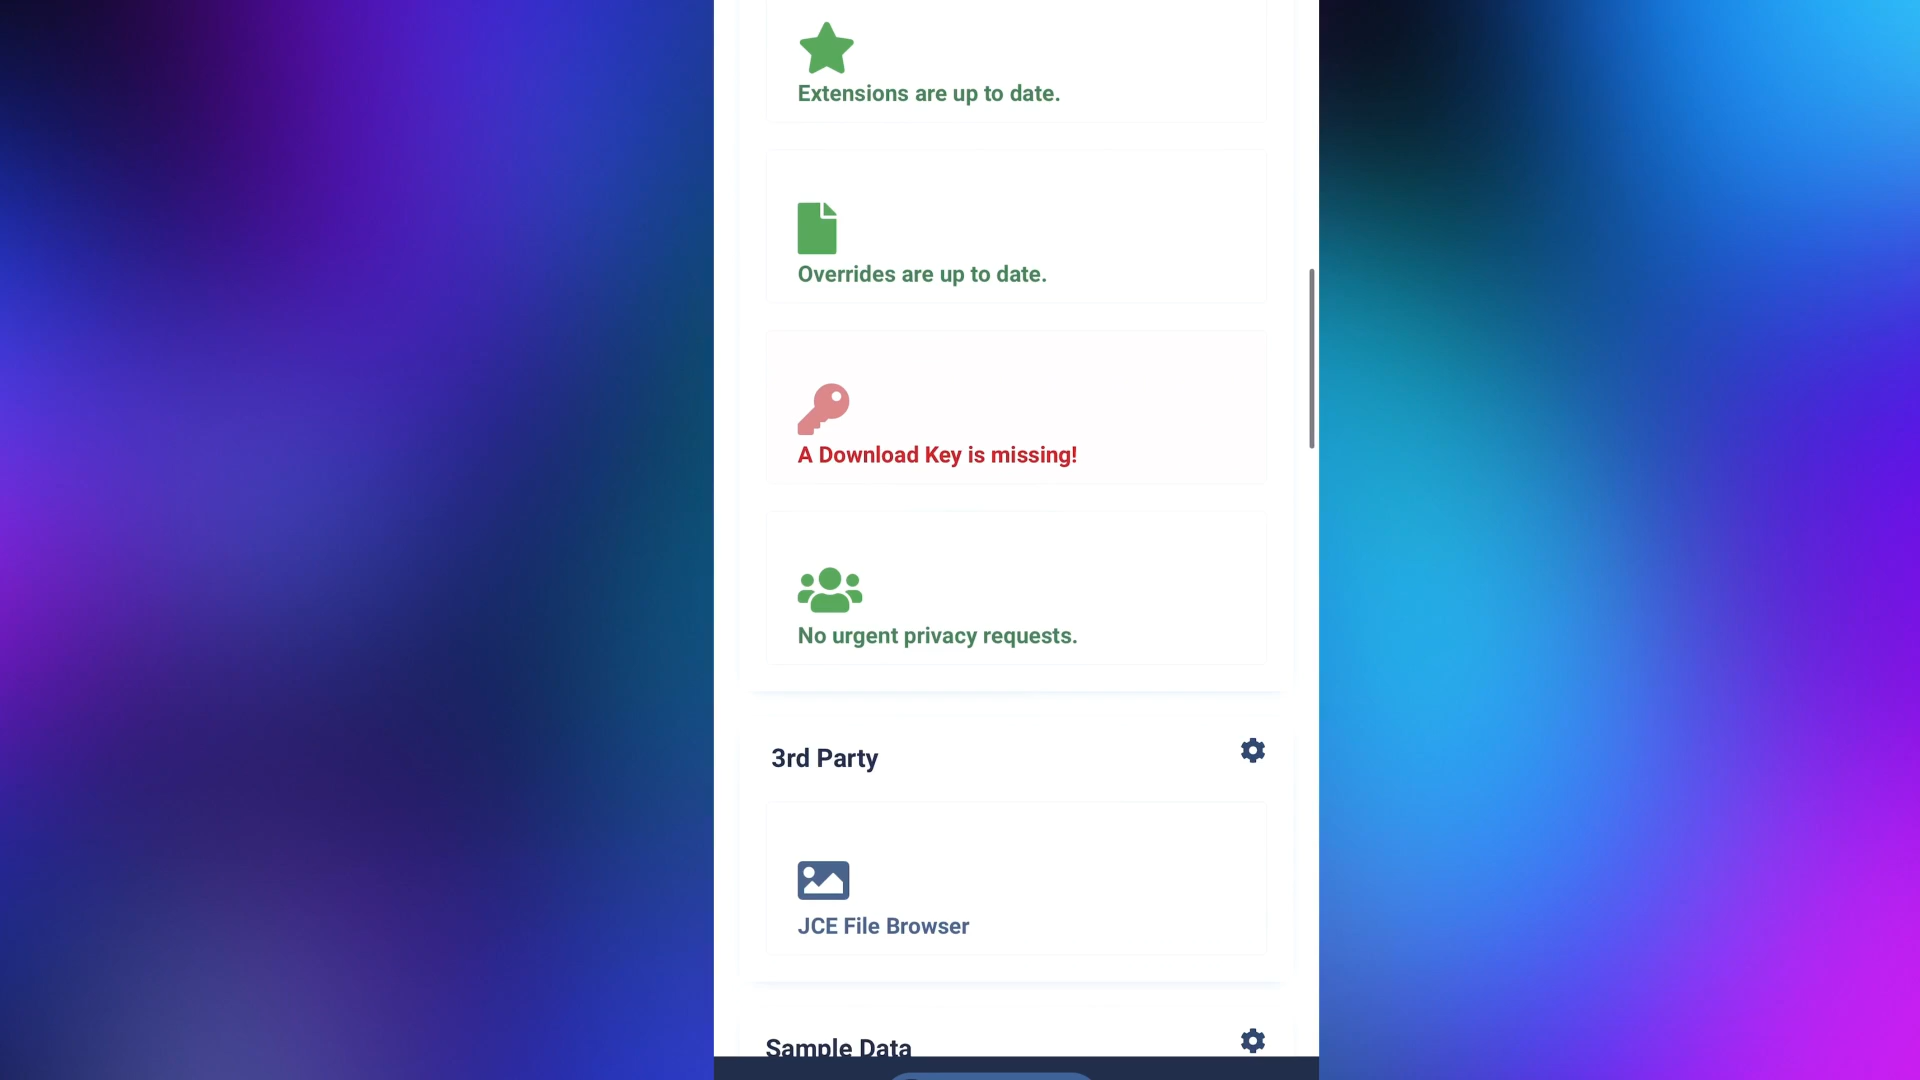 Extensions are up to date.
Overrides are up to date.
A Download Key is missing!
No urgent privacy requests.
3rd Party
JCE File Browser
Sample Data